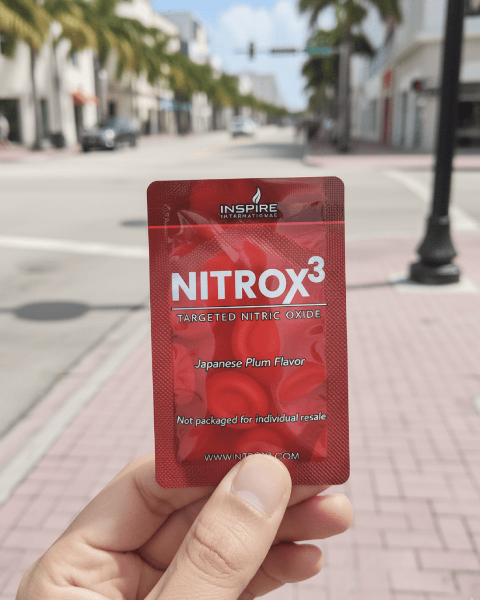 INSPIRE
INTERNATIONAL
NITROX³
TARGETED NITRIC OXIDE
Japanese Plum Flavor
Not packaged for individual resale